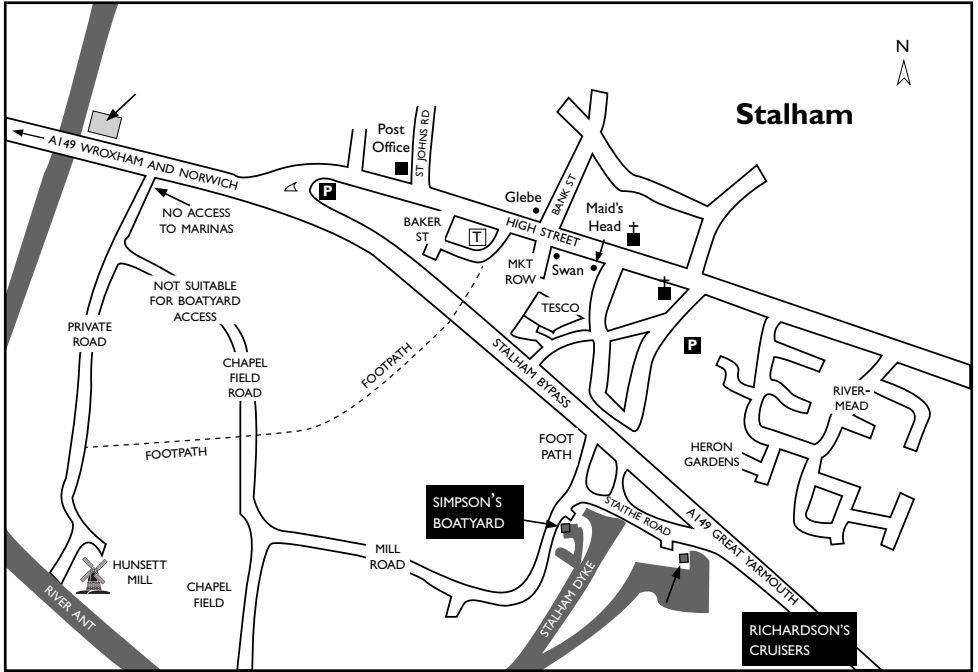 N
Stalham
A149 WROXHAM AND NORWICH
Post
Office
ST JOHNS RD
P
Glebe
BANK ST
Maid's
Head
NO ACCESS
TO MARINAS
BAKER
ST
T
HIGH STREET
MKT
ROW
Swan
NOT SUITABLE
FOR BOATYARD
ACCESS
TESCO
PRIVATE
ROAD
STALHAM BYPASS
P
CHAPEL
FIELD
ROAD
FOOTPATH
RIVER-
MEAD
FOOTPATH
FOOT
PATH
HERON
GARDENS
SIMPSON'S
BOATYARD
STAITHE ROAD
A149 GREAT YARMOUTH
MILL
ROAD
HUNSETT
MILL
CHAPEL
FIELD
STALHAM DYKE
RIVER ANT
RICHARDSON'S
CRUISERS